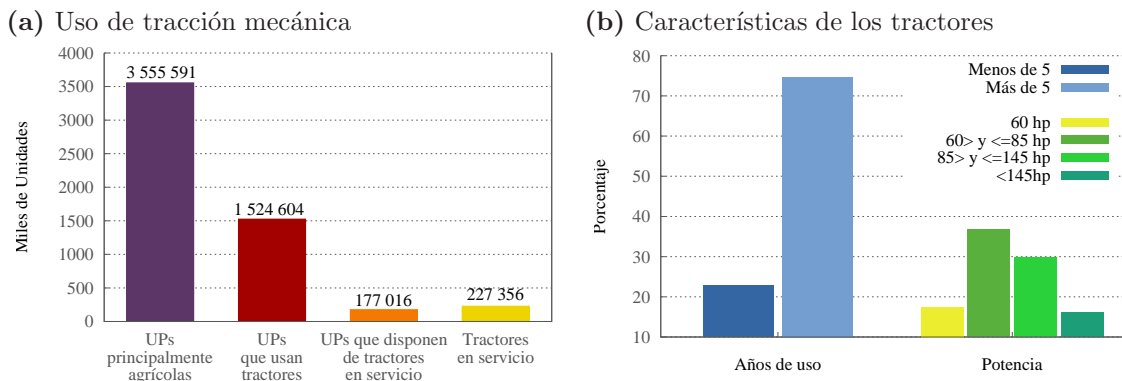 (a) Uso de tracción mecánica
4000
3500
3000
2500
2000
1500
1000
500
0
Miles de Unidades
3 555 591
1 524 604
177 016
227 356
UPs
principalmente
agrícolas
UPs
que usan
tractores
UPs que disponen
de tractores
en servicio
Tractores
en servicio
(b) Características de los tractores
80
70
60
50
40
30
20
10
Porcentaje
Menos de 5
Más de 5
60 hp
60> y <=85 hp
85> y <=145 hp
<145hp
Años de uso
Potencia